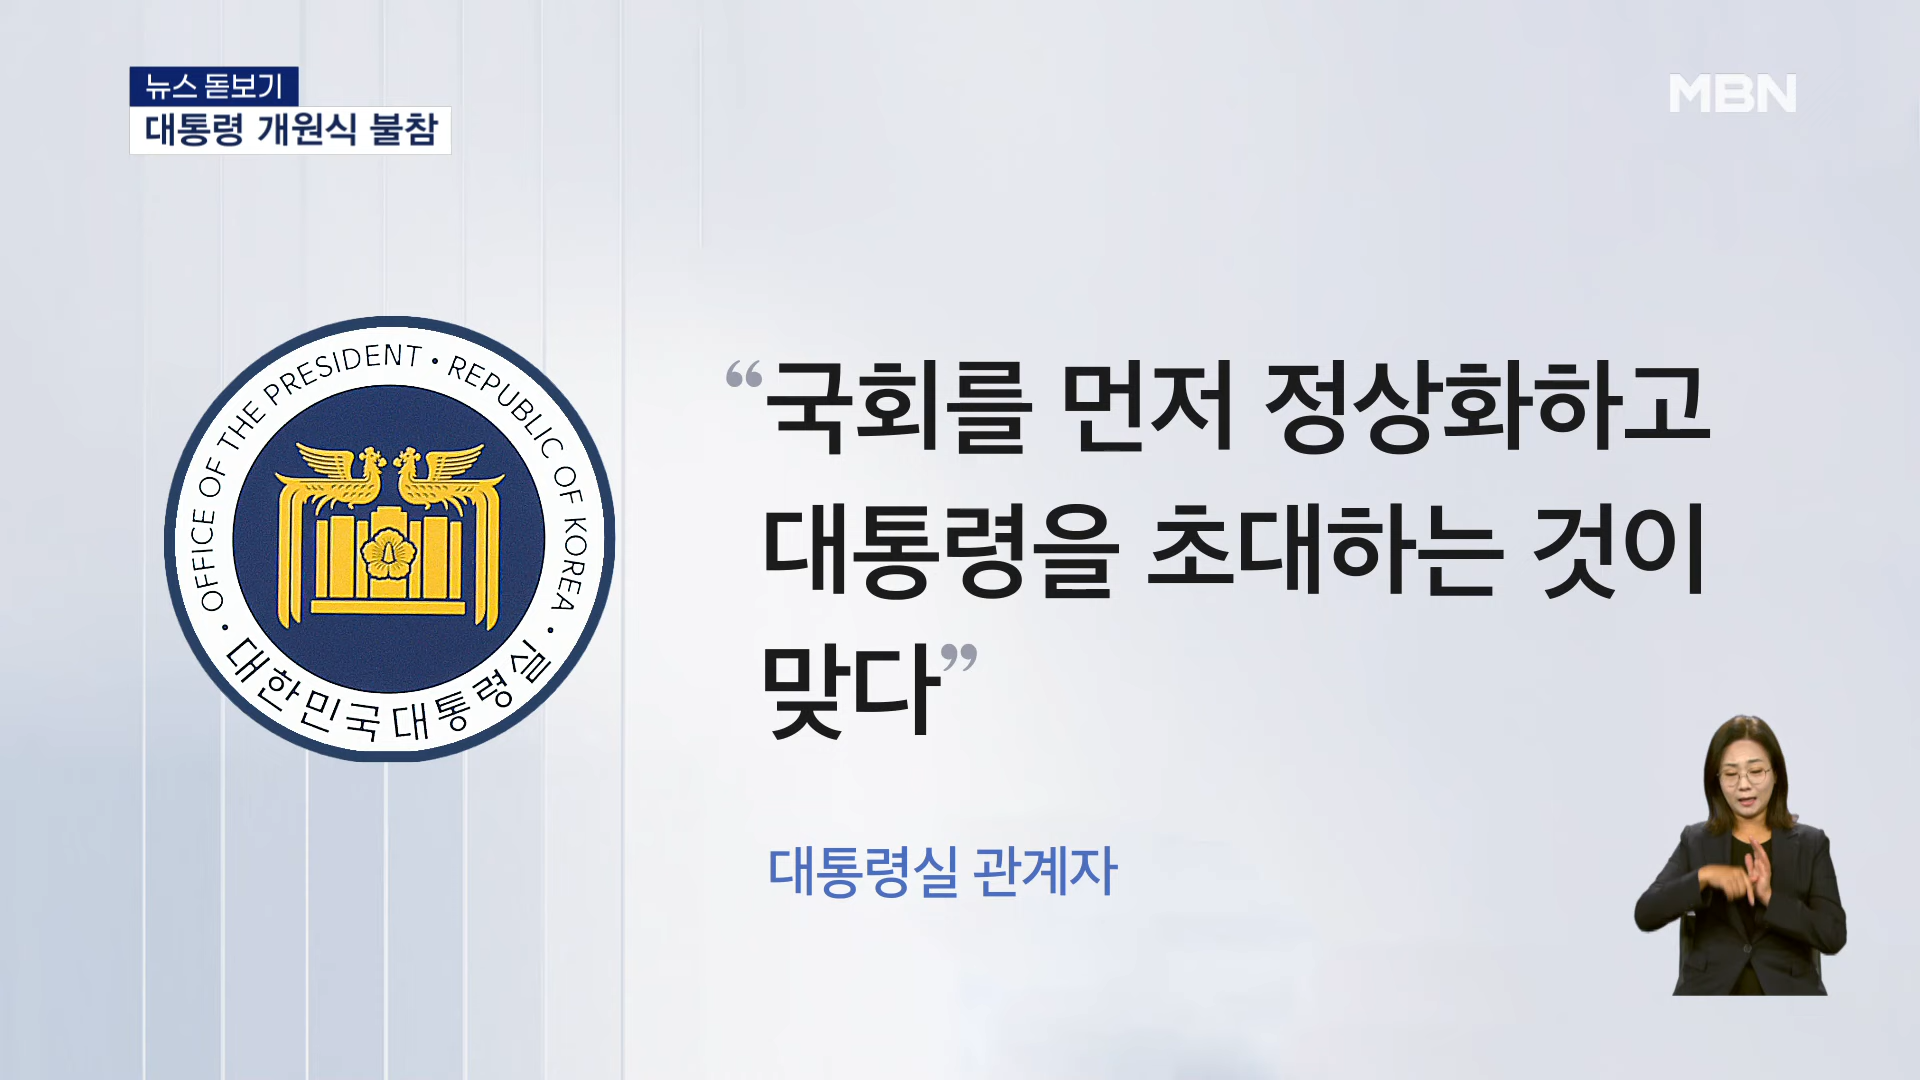 뉴스 돋보기
대통령 개원식 불참
MBN
OFFICE OF THE PRESIDENT • REPUBLIC OF KOREA
대한민국대통령실
“국회를 먼저 정상화하고
대통령을 초대하는 것이
맞다”
대통령실 관계자